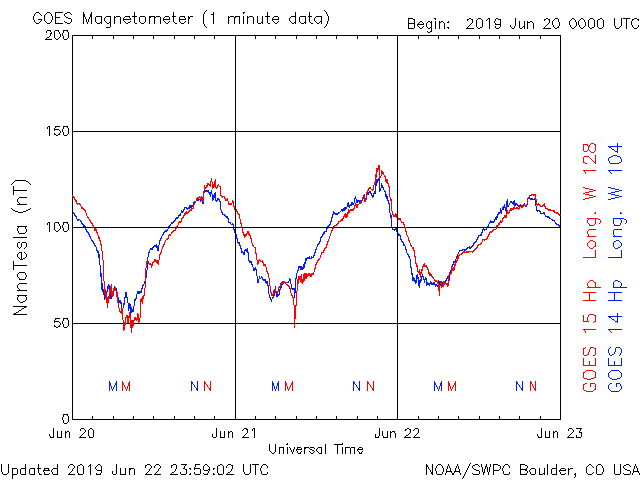 GOES Magnetometer (1 minute data)
Begin: 2019 Jun 20 0000 UTC
200
150
100
50
0
NanoTesla (nT)
M M N N M M N N M M N N
Jun 20 Jun 21 Jun 22 Jun 23
Universal Time
GOES 15 Hp Long. W 128
GOES 14 Hp Long. W 104
Updated 2019 Jun 22 23:59:02 UTC
NOAA/SWPC Boulder, CO USA